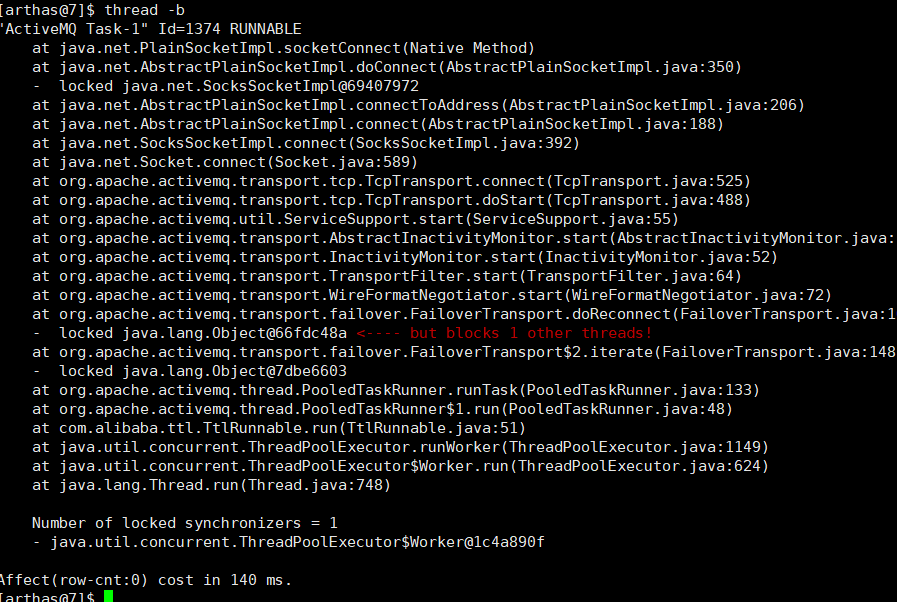 [arthas@7]$ thread -b
"ActiveMQ Task-1" Id=1374 RUNNABLE
    at java.net.PlainSocketImpl.socketConnect(Native Method)
    at java.net.AbstractPlainSocketImpl.doConnect(AbstractPlainSocketImpl.java:350)
    -  locked java.net.SocksSocketImpl@69407972
    at java.net.AbstractPlainSocketImpl.connectToAddress(AbstractPlainSocketImpl.java:206)
    at java.net.AbstractPlainSocketImpl.connect(AbstractPlainSocketImpl.java:188)
    at java.net.SocksSocketImpl.connect(SocksSocketImpl.java:392)
    at java.net.Socket.connect(Socket.java:589)
    at org.apache.activemq.transport.tcp.TcpTransport.connect(TcpTransport.java:525)
    at org.apache.activemq.transport.tcp.TcpTransport.doStart(TcpTransport.java:488)
    at org.apache.activemq.util.ServiceSupport.start(ServiceSupport.java:55)
    at org.apache.activemq.transport.AbstractInactivityMonitor.start(AbstractInactivityMonitor.java:
    at org.apache.activemq.transport.InactivityMonitor.start(InactivityMonitor.java:52)
    at org.apache.activemq.transport.TransportFilter.start(TransportFilter.java:64)
    at org.apache.activemq.transport.WireFormatNegotiator.start(WireFormatNegotiator.java:72)
    at org.apache.activemq.transport.failover.FailoverTransport.doReconnect(FailoverTransport.java:1
    -  locked java.lang.Object@66fdc48a <---- but blocks 1 other threads!
    at org.apache.activemq.transport.failover.FailoverTransport$2.iterate(FailoverTransport.java:148
    -  locked java.lang.Object@7dbe6603
    at org.apache.activemq.thread.PooledTaskRunner.runTask(PooledTaskRunner.java:133)
    at org.apache.activemq.thread.PooledTaskRunner$1.run(PooledTaskRunner.java:48)
    at com.alibaba.ttl.TtlRunnable.run(TtlRunnable.java:51)
    at java.util.concurrent.ThreadPoolExecutor.runWorker(ThreadPoolExecutor.java:1149)
    at java.util.concurrent.ThreadPoolExecutor$Worker.run(ThreadPoolExecutor.java:624)
    at java.lang.Thread.run(Thread.java:748)

    Number of locked synchronizers = 1
    - java.util.concurrent.ThreadPoolExecutor$Worker@1c4a890f

Affect(row-cnt:0) cost in 140 ms.
[arthas@7]$